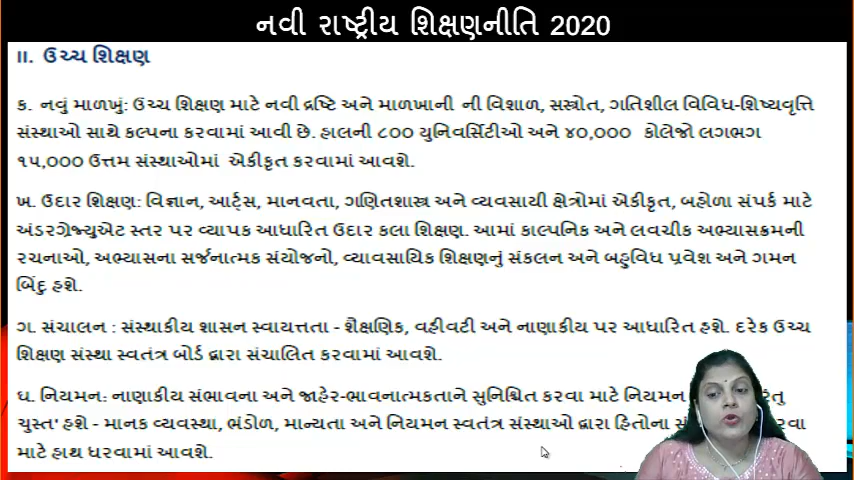 નવી રાષ્ટ્રીય શિક્ષણનીતિ 2020
II. ઉચ્ચ શિક્ષણ
ક. નવું માળખું: ઉચ્ચ શિક્ષણ માટે નવી દ્રષ્ટિ અને માળખાની ની વિશાળ, સસ્ત્રોત, ગતિશીલ વિવિધ-શિષ્યવૃત્તિ
સંસ્થાઓ સાથે કલ્પના કરવામાં આવી છે. હાલની ૮૦૦ યુનિવર્સિટીઓ અને ૪૦,૦૦૦ કોલેજો લગભગ
૧૫,૦૦૦ ઉત્તમ સંસ્થાઓમાં એકીકૃત કરવામાં આવશે.
ખ. ઉદાર શિક્ષણ: વિજ્ઞાન, આર્ટ્સ, માનવતા, ગણિતશાસ્ત્ર અને વ્યવસાયી ક્ષેત્રોમાં એકીકૃત, બહોળા સંપર્ક માટે
અંડરગ્રેજ્યુએટ સ્તર પર વ્યાપક આધારિત ઉદાર કલા શિક્ષણ. આમાં કાલ્પનિક અને લવચીક અભ્યાસક્રમની
રચનાઓ, અભ્યાસના સર્જનાત્મક સંયોજનો, વ્યાવસાયિક શિક્ષણનું સંકલન અને બહુવિધ પ્રવેશ અને ગમન
બિંદુ હશે.
ગ. સંચાલન : સંસ્થાકીય શાસન સ્વાયત્તતા - શૈક્ષણિક, વહીવટી અને નાણાકીય પર આધારિત હશે. દરેક ઉચ્ચ
શિક્ષણ સંસ્થા સ્વતંત્ર બોર્ડ દ્વારા સંચાલિત કરવામાં આવશે.
ઘ. નિયમન: નાણાકીય સંભાવના અને જાહેર-ભાવનાત્મકતાને સુનિશ્ચિત કરવા માટે નિયમન
ચુસ્ત' હશે - માનક વ્યવસ્થા, ભંડોળ, માન્યતા અને નિયમન સ્વતંત્ર સંસ્થાઓ દ્વારા હિતોના
માટે હાથ ધરવામાં આવશે.